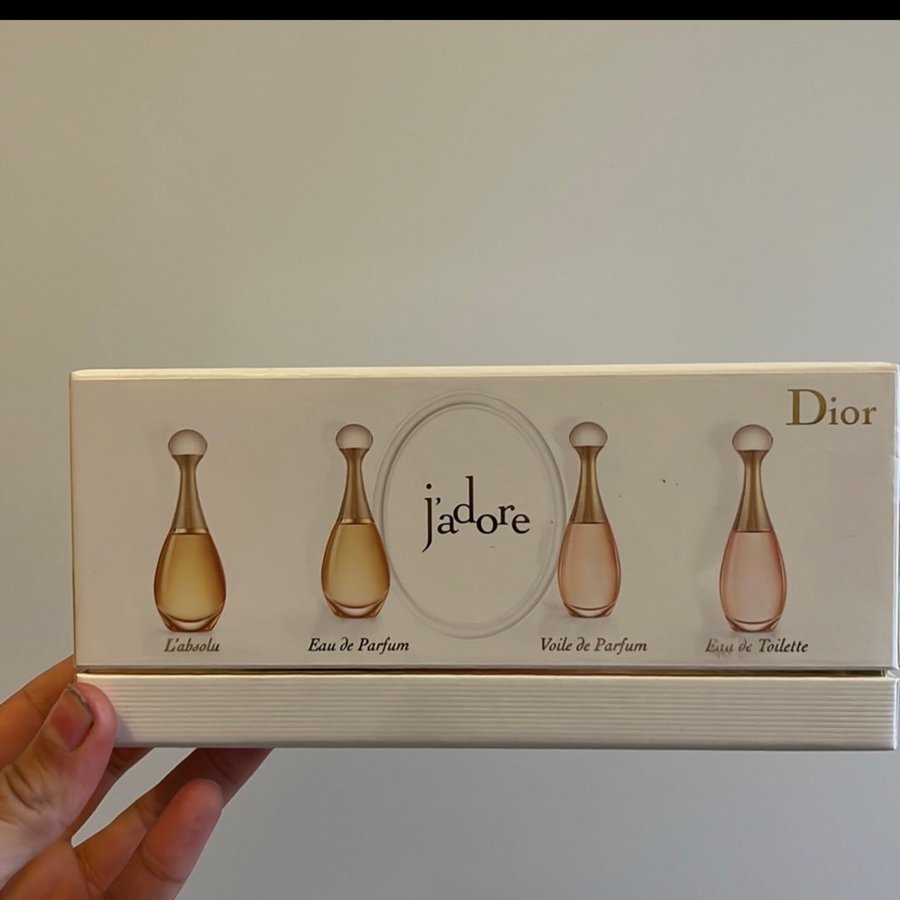 Dior
j'adore
L'absolu
Eau de Parfum
Voile de Parfum
Eau de Toilette